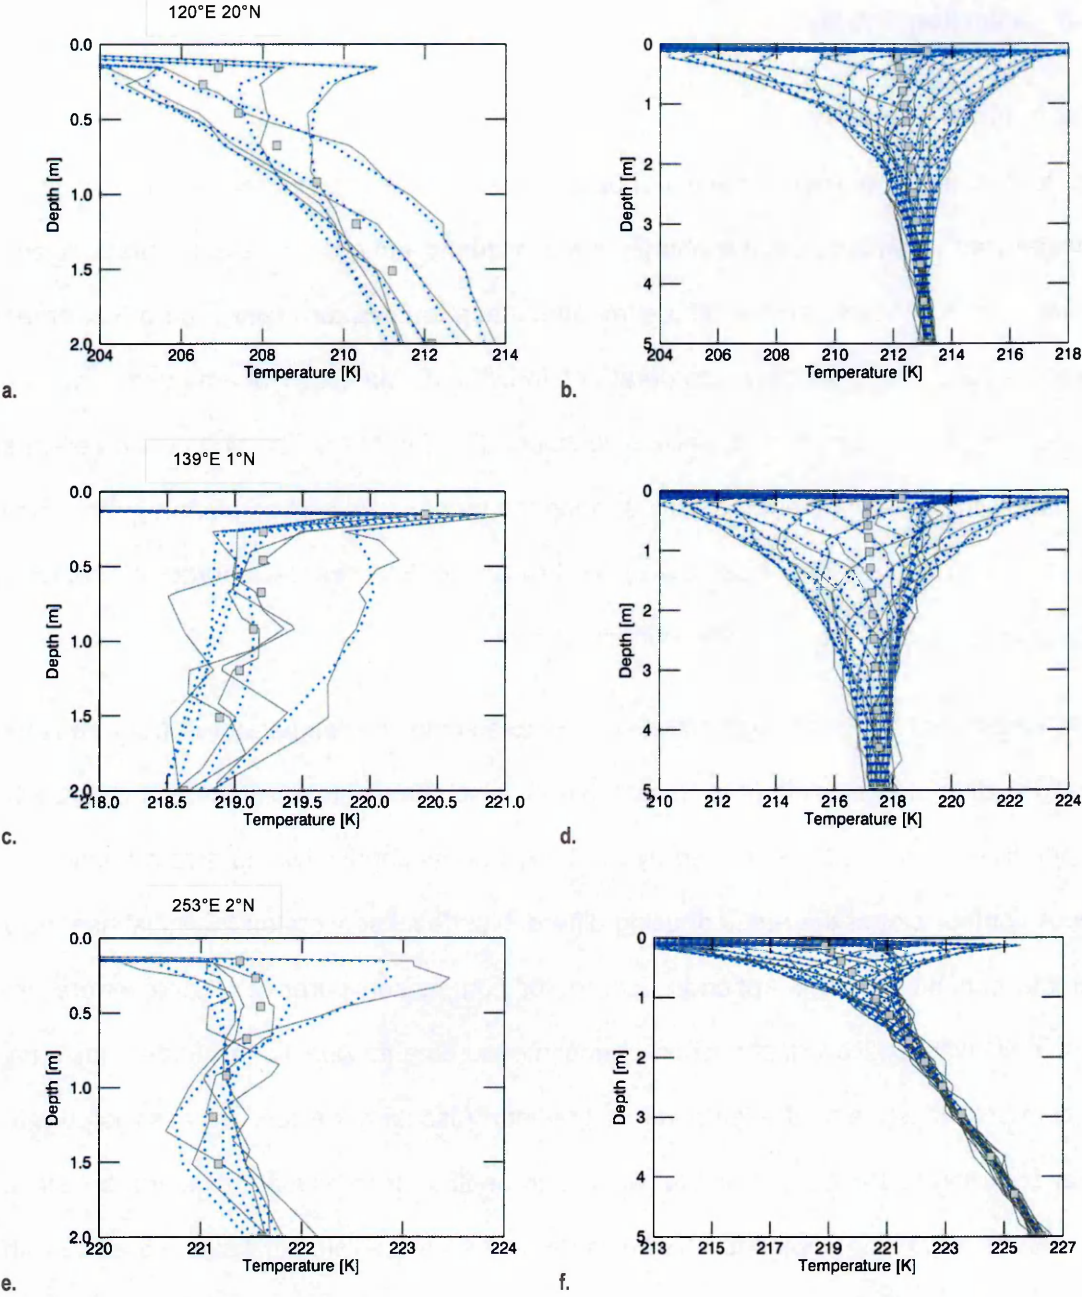 120°E 20°N
0.0
0.5
1.0
1.5
2.0
Depth [m]
204 206 208 210 212 214
Temperature [K]
a.
0
1
2
3
4
5
Depth [m]
204 206 208 210 212 214 216 218
Temperature [K]
b.
139°E 1°N
0.0
0.5
1.0
1.5
2.0
Depth [m]
218.0 218.5 219.0 219.5 220.0 220.5 221.0
Temperature [K]
c.
0
1
2
3
4
5
Depth [m]
210 212 214 216 218 220 222 224
Temperature [K]
d.
253°E 2°N
0.0
0.5
1.0
1.5
2.0
Depth [m]
220 221 222 223 224
Temperature [K]
e.
0
1
2
3
4
5
Depth [m]
213 215 217 219 221 223 225 227
Temperature [K]
f.